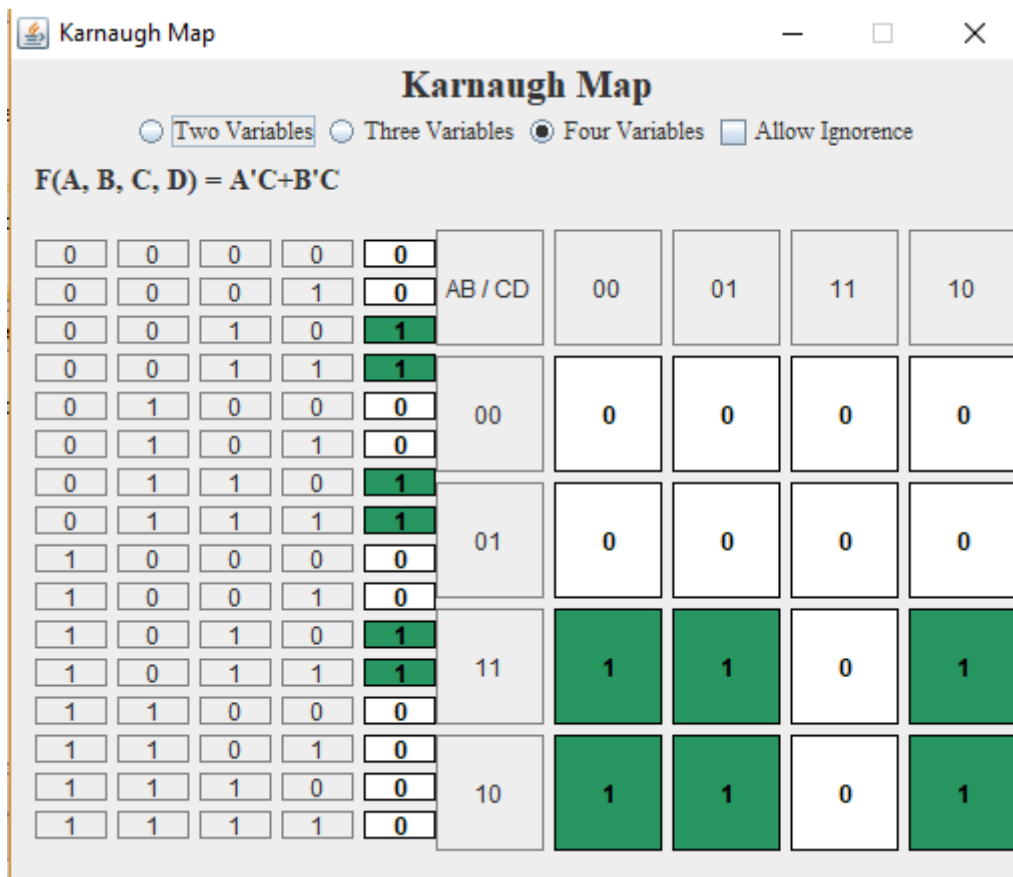 Karnaugh Map
Karnaugh Map
Two Variables Three Variables Four Variables Allow Ignorence
F(A, B, C, D) = A'C+B'C
0 0 0 0 0
0 0 0 1 0
0 0 1 0 1
0 0 1 1 1
0 1 0 0 0
0 1 0 1 0
0 1 1 0 1
0 1 1 1 1
1 0 0 0 0
1 0 0 1 0
1 0 1 0 1
1 0 1 1 1
1 1 0 0 0
1 1 0 1 0
1 1 1 0 0
1 1 1 1 0
AB / CD 00 01 11 10
00 0 0 0 0
01 0 0 0 0
11 1 1 0 1
10 1 1 0 1